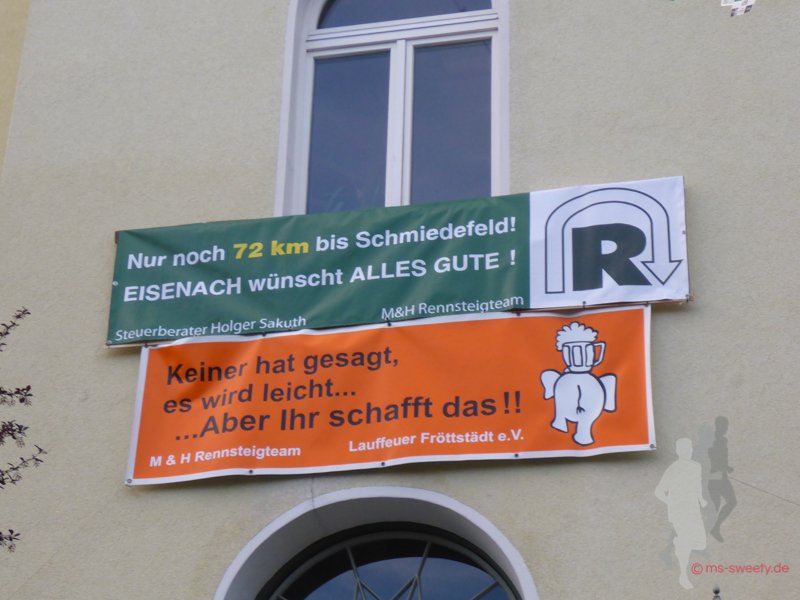 Nur noch 72 km bis Schmiedefeld!
EISENACH wünscht ALLES GUTE !
Steuerberater Holger Sakuth
M&H Rennsteigteam
R
Keiner hat gesagt,
es wird leicht...
...Aber Ihr schafft das!!
M & H Rennsteigteam
Lauffeuer Fröttstädt e.V.
© ms-sweety.de